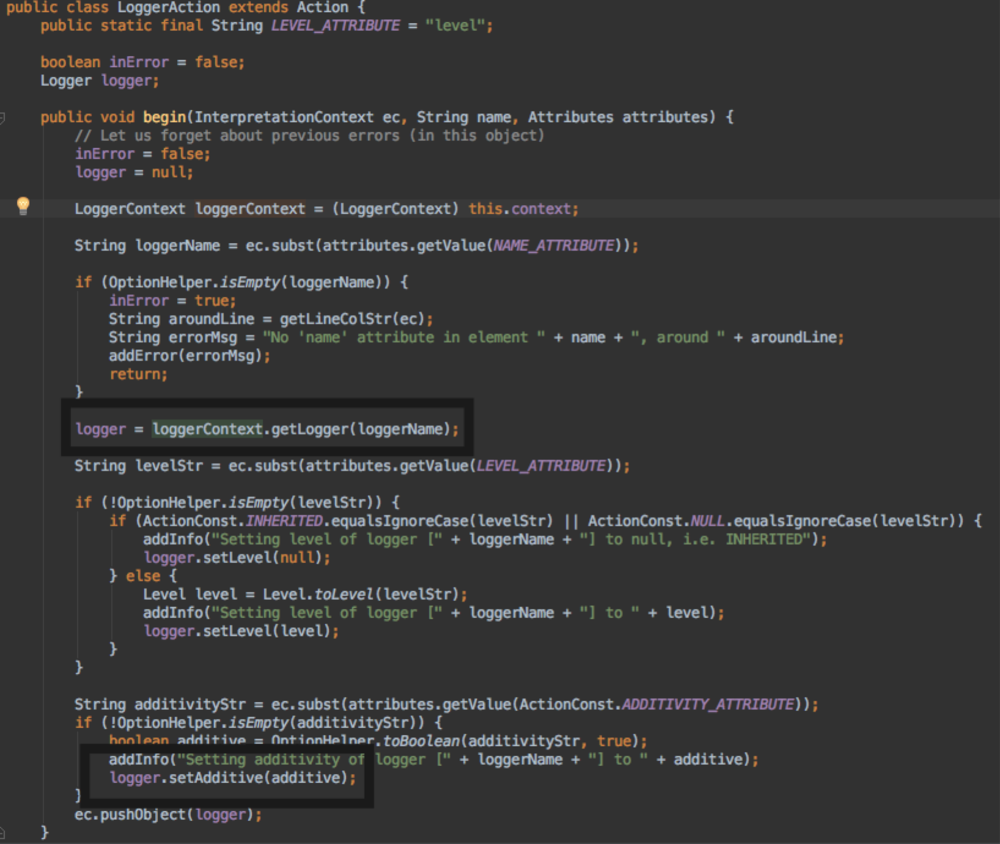 public class LoggerAction extends Action {
public static final String LEVEL_ATTRIBUTE = "level";
boolean inError = false;
Logger logger;
public void begin(InterpretationContext ec, String name, Attributes attributes) {
// Let us forget about previous errors (in this object)
inError = false;
logger = null;
LoggerContext loggerContext = (LoggerContext) this.context;
String loggerName = ec.subst(attributes.getValue(NAME_ATTRIBUTE));
if (OptionHelper.isEmpty(loggerName)) {
inError = true;
String aroundLine = getLineColStr(ec);
String errorMsg = "No 'name' attribute in element " + name + ", around " + aroundLine;
addError(errorMsg);
return;
}
logger = loggerContext.getLogger(loggerName);
String levelStr = ec.subst(attributes.getValue(LEVEL_ATTRIBUTE));
if (!OptionHelper.isEmpty(levelStr)) {
if (ActionConst.INHERITED.equalsIgnoreCase(levelStr) || ActionConst.NULL.equalsIgnoreCase(levelStr)) {
addInfo("Setting level of logger [" + loggerName + "] to null, i.e. INHERITED");
logger.setLevel(null);
} else {
Level level = Level.toLevel(levelStr);
addInfo("Setting level of logger [" + loggerName + "] to " + level);
logger.setLevel(level);
}
}
String additivityStr = ec.subst(attributes.getValue(ActionConst.ADDITIVITY_ATTRIBUTE));
if (!OptionHelper.isEmpty(additivityStr)) {
boolean additive = OptionHelper.toBoolean(additivityStr, true);
addInfo("Setting additivity of logger [" + loggerName + "] to " + additive);
logger.setAdditive(additive);
}
ec.pushObject(logger);
}